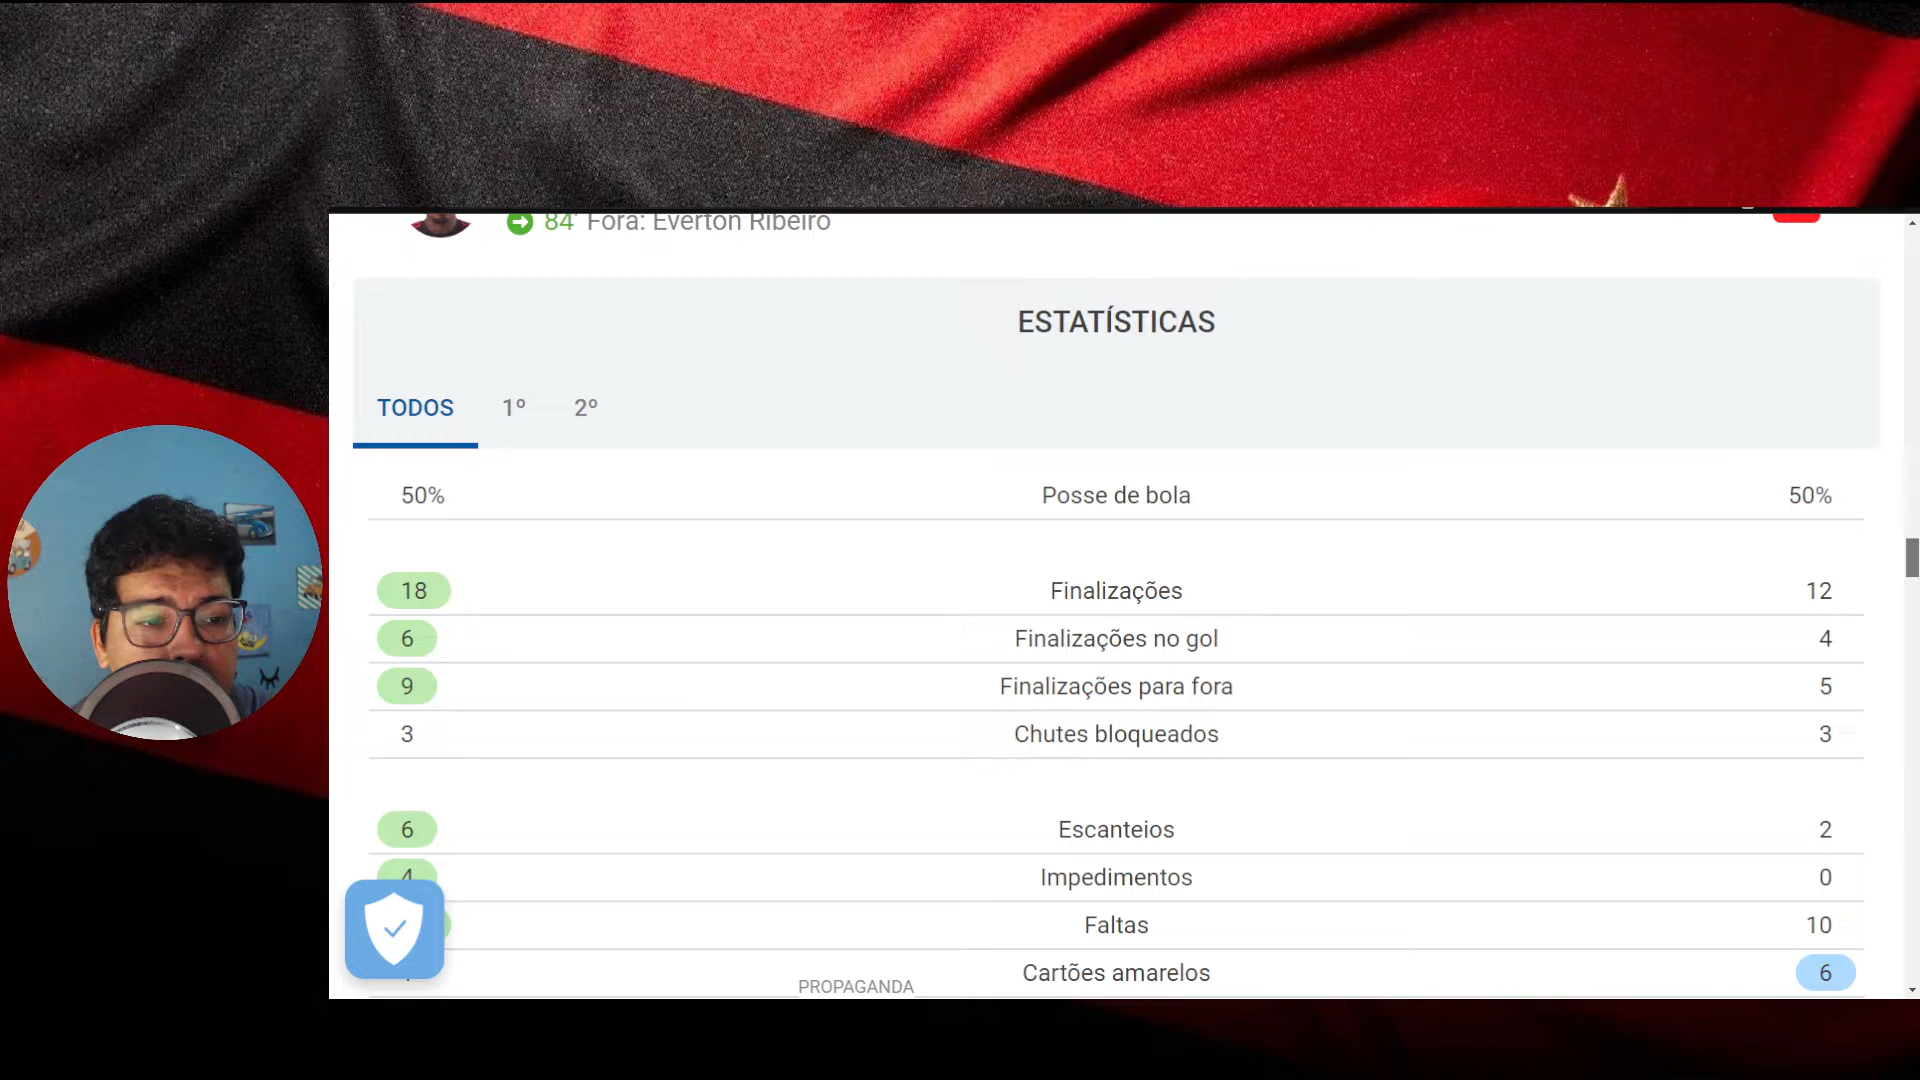 84' Fora: Everton Ribeiro
ESTATÍSTICAS
TODOS 1º 2º
50% Posse de bola 50%
18 Finalizações 12
6 Finalizações no gol 4
9 Finalizações para fora 5
3 Chutes bloqueados 3
6 Escanteios 2
4 Impedimentos 0
Faltas 10
Cartões amarelos 6
PROPAGANDA